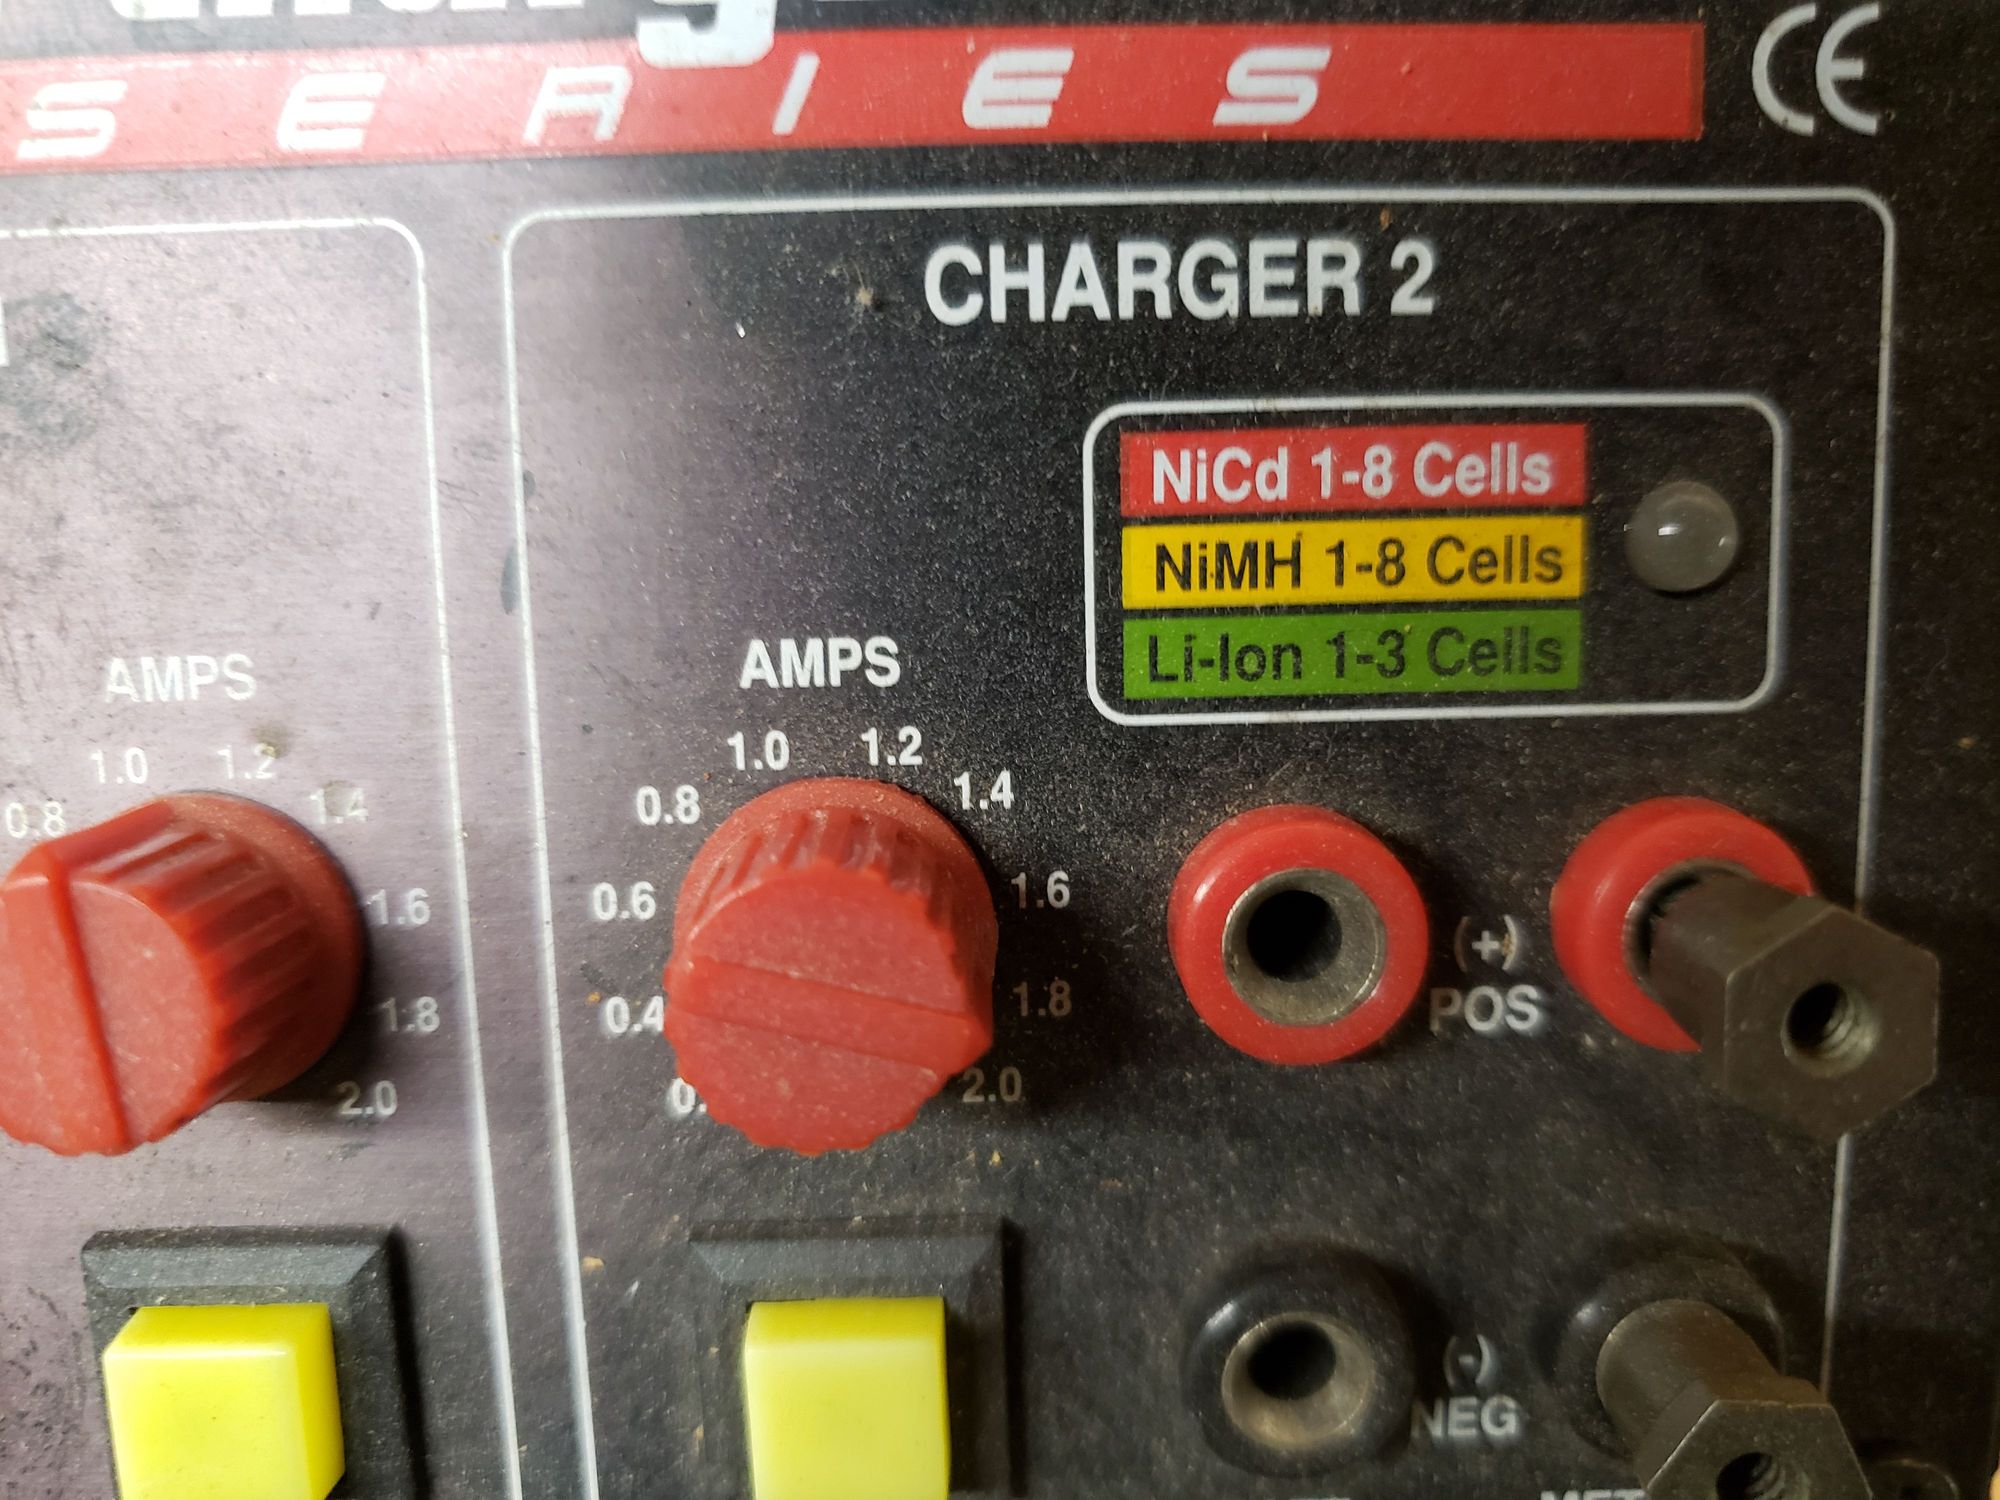 SERIES
CE
CHARGER 2
NiCd 1-8 Cells
NiMH 1-8 Cells
Li-Ion 1-3 Cells
AMPS
1.0 1.2
0.8 1.4
1.6
1.8
2.0
AMPS
1.0 1.2
0.8 1.4
0.6 1.6
0.4 1.8
2.0
(+)
POS
(-)
NEG